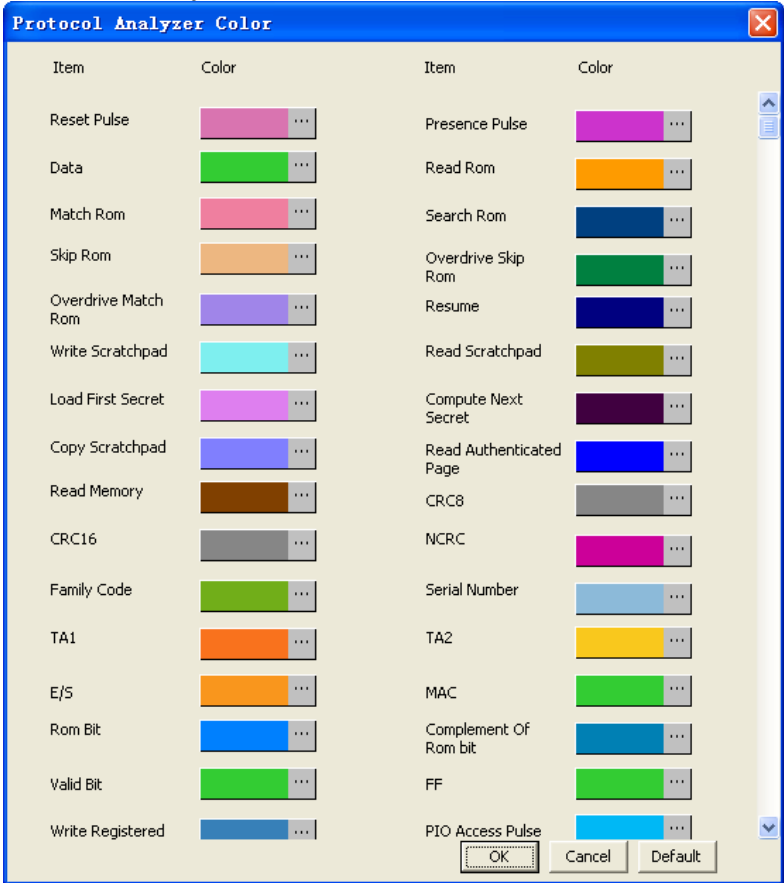 Protocol Analyzer Color
Item Color Item Color
Reset Pulse ... Presence Pulse ...
Data ... Read Rom ...
Match Rom ... Search Rom ...
Skip Rom ... Overdrive Skip
Rom ...
Overdrive Match
Rom ... Resume ...
Write Scratchpad ... Read Scratchpad ...
Load First Secret ... Compute Next
Secret ...
Copy Scratchpad ... Read Authenticated
Page ...
Read Memory ... CRC8 ...
CRC16 ... NCRC ...
Family Code ... Serial Number ...
TA1 ... TA2 ...
E/S ... MAC ...
Rom Bit ... Complement Of
Rom bit ...
Valid Bit ... FF ...
Write Registered ... PIO Access Pulse ...
OK Cancel Default